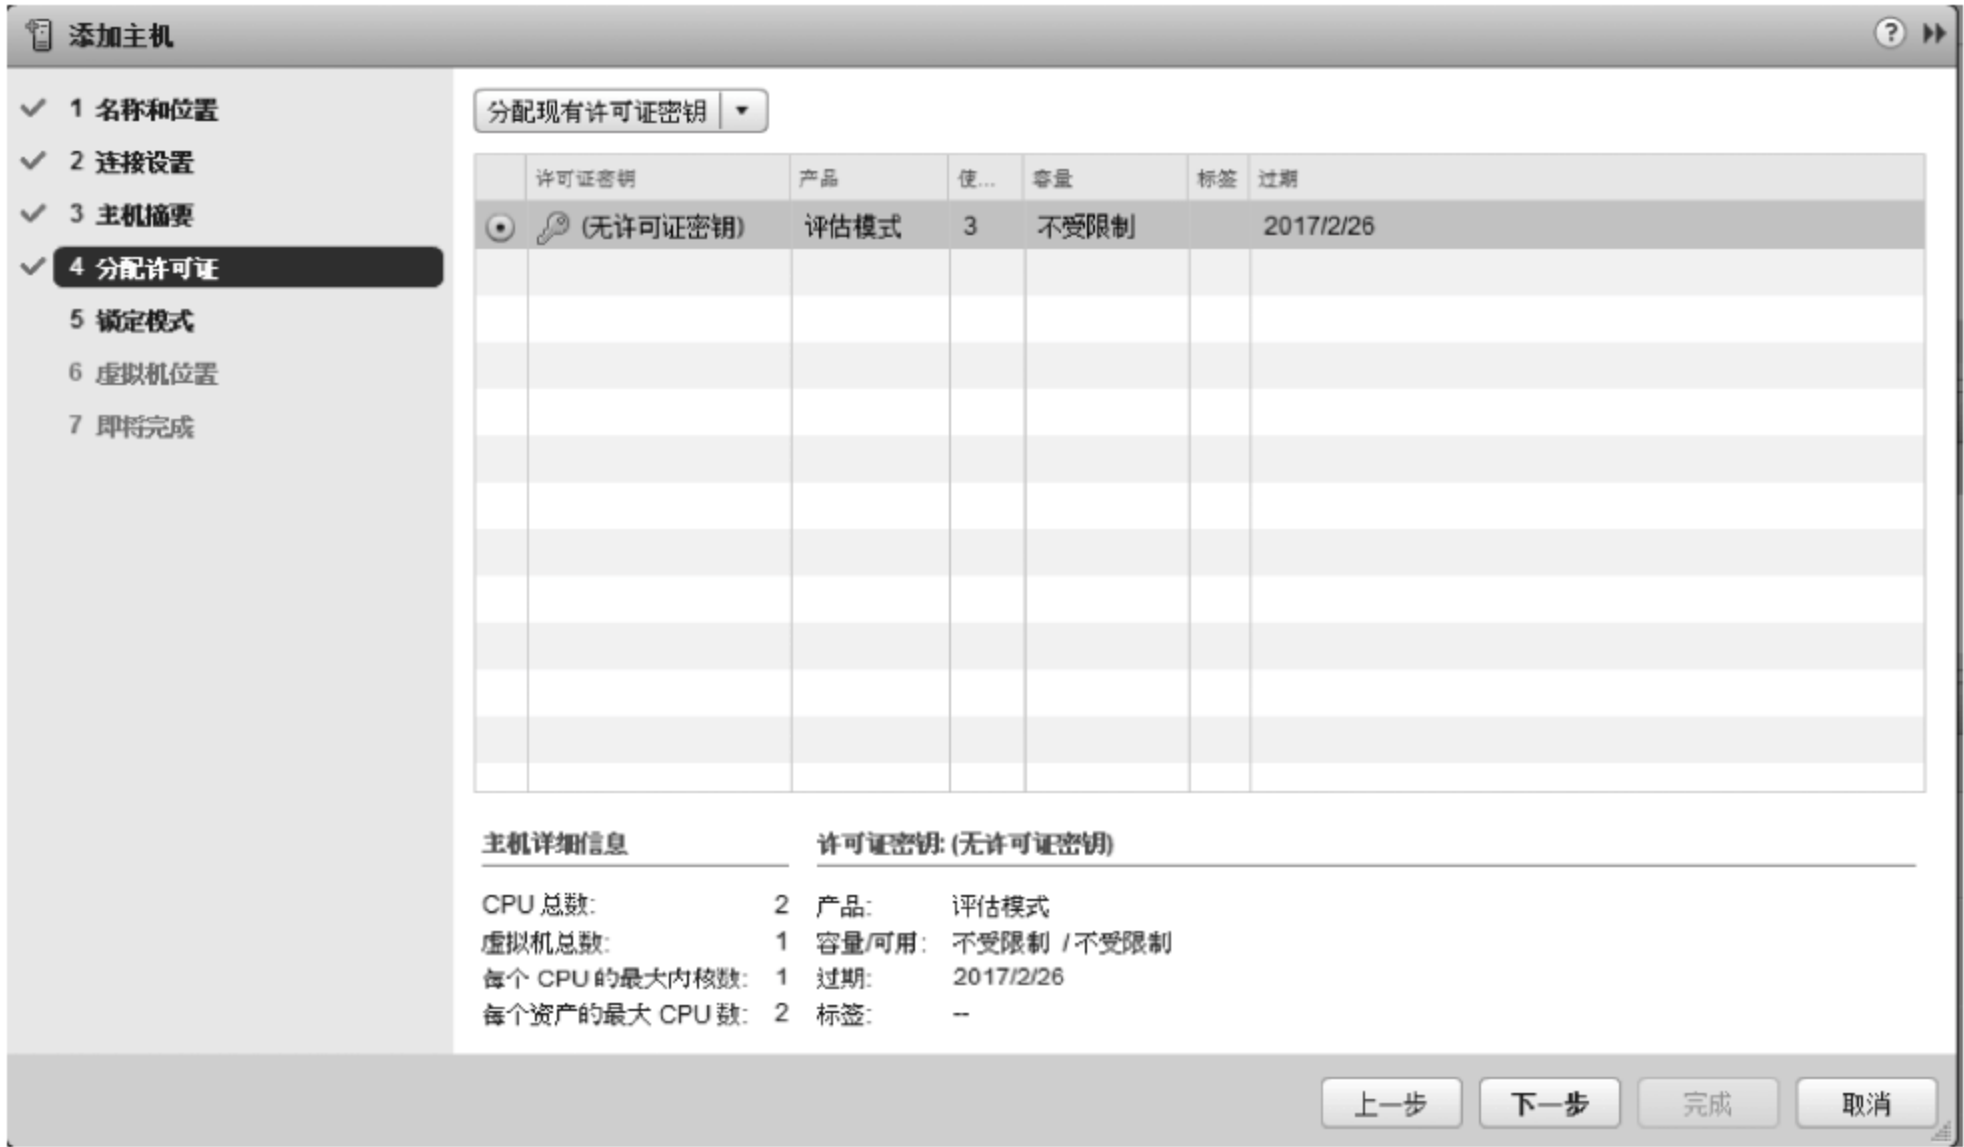 添加主机
1 名称和位置
2 连接设置
3 主机摘要
4 分配许可证
5 锁定模式
6 虚拟机位置
7 即将完成
分配现有许可证密钥
许可证密钥 产品 使... 容量 标签 过期
(无许可证密钥) 评估模式 3 不受限制 2017/2/26
主机详细信息
CPU 总数: 2
虚拟机总数: 1
每个 CPU 的最大内核数: 1
每个资产的最大 CPU 数: 2
许可证密钥: (无许可证密钥)
产品: 评估模式
容量/可用: 不受限制 / 不受限制
过期: 2017/2/26
标签: --
上一步 下一步 完成 取消